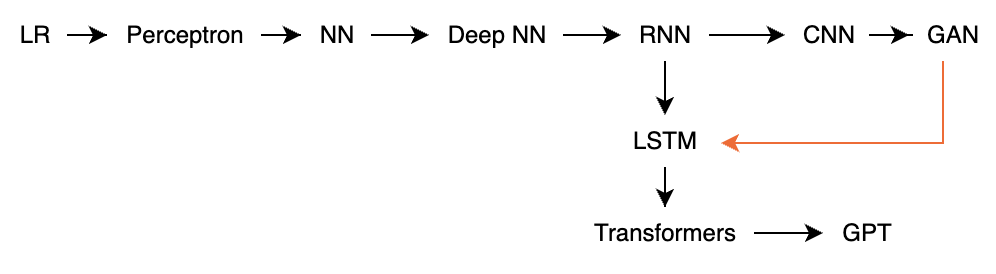 LR Perceptron NN Deep NN RNN CNN GAN
LSTM
Transformers GPT